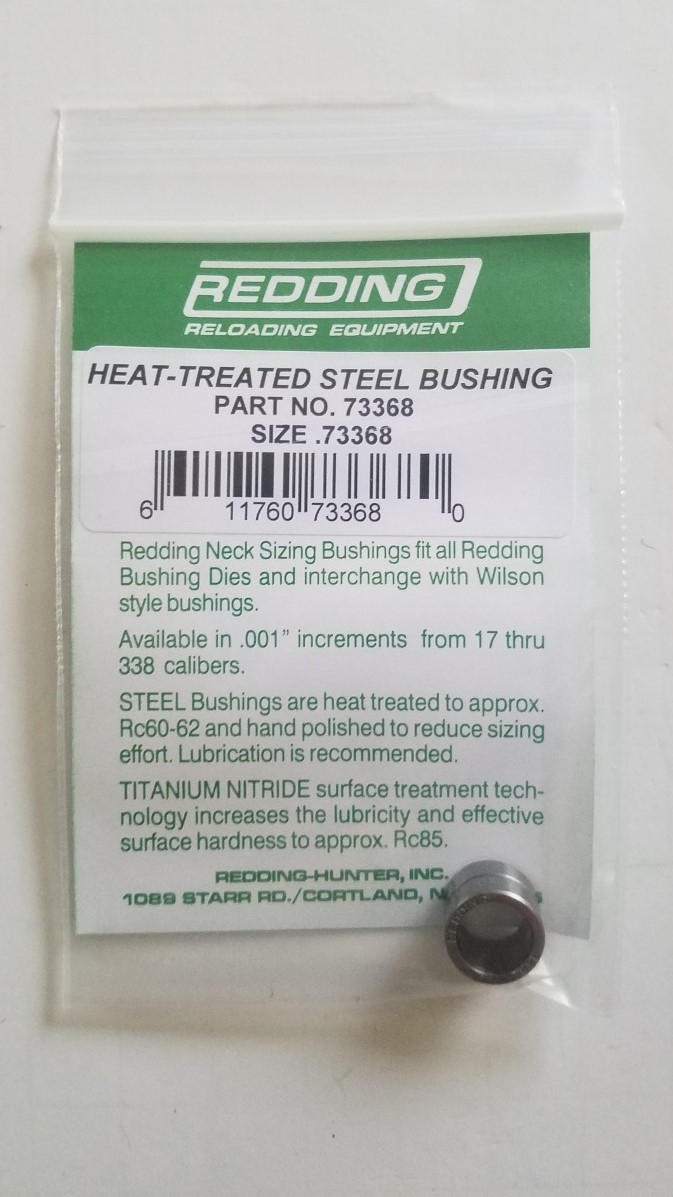 REDDING
RELOADING EQUIPMENT
HEAT-TREATED STEEL BUSHING
PART NO. 73368
SIZE .73368
6 11760 73368 0
Redding Neck Sizing Bushings fit all Redding
Bushing Dies and interchange with Wilson
style bushings.
Available in .001" increments from 17 thru
338 calibers.
STEEL Bushings are heat treated to approx.
Rc60-62 and hand polished to reduce sizing
effort. Lubrication is recommended.
TITANIUM NITRIDE surface treatment tech-
nology increases the lubricity and effective
surface hardness to approx. Rc85.
REDDING-HUNTER, INC.
1089 STARR RD./CORTLAND,